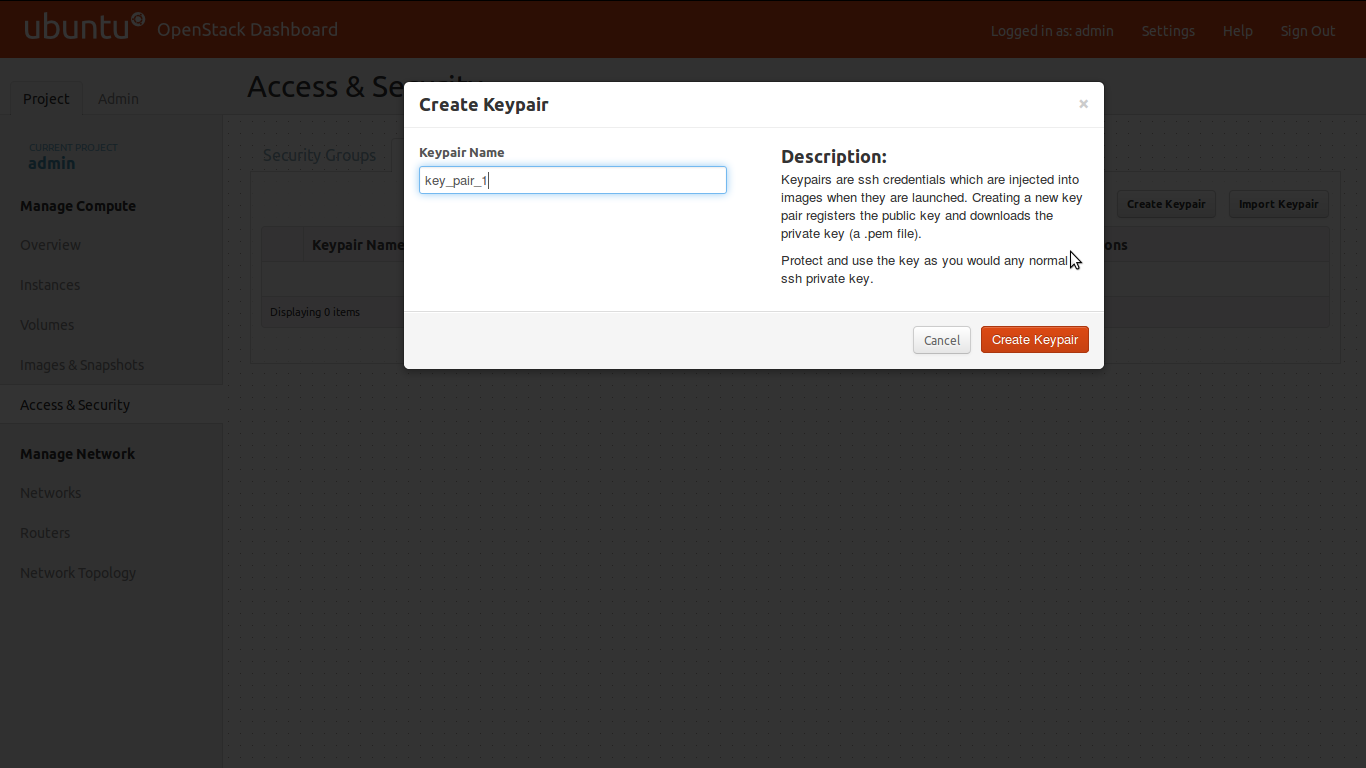 ubuntu OpenStack Dashboard
Logged in as: admin Settings Help Sign Out
Project Admin
Access & Se
CURRENT PROJECT
admin
Manage Compute
Overview
Instances
Volumes
Images & Snapshots
Access & Security
Manage Network
Networks
Routers
Network Topology
Security Groups
Create Keypair Import Keypair
Keypair Name
ons
Displaying 0 items
Create Keypair
×
Keypair Name
key_pair_1
Description:
Keypairs are ssh credentials which are injected into
images when they are launched. Creating a new key
pair registers the public key and downloads the
private key (a .pem file).
Protect and use the key as you would any normal
ssh private key.
Cancel Create Keypair